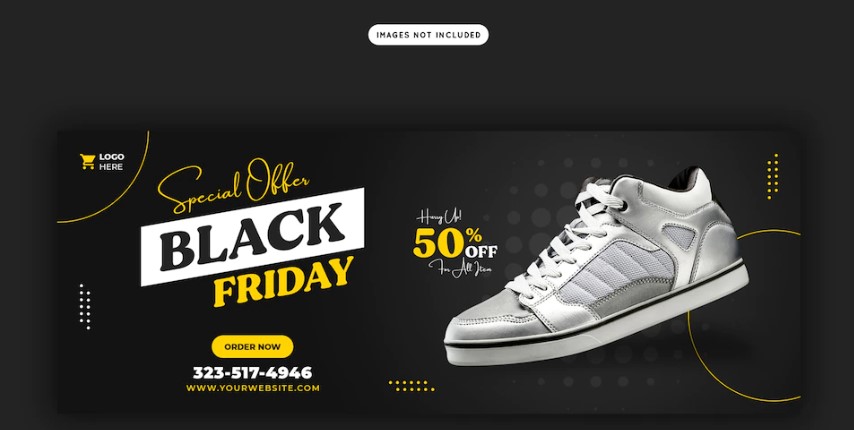 IMAGES NOT INCLUDED
LOGO
HERE
Special Offer
BLACK
FRIDAY
ORDER NOW
323-517-4946
WWW.YOURWEBSITE.COM
Hurry Up!
50%
OFF
For All Item